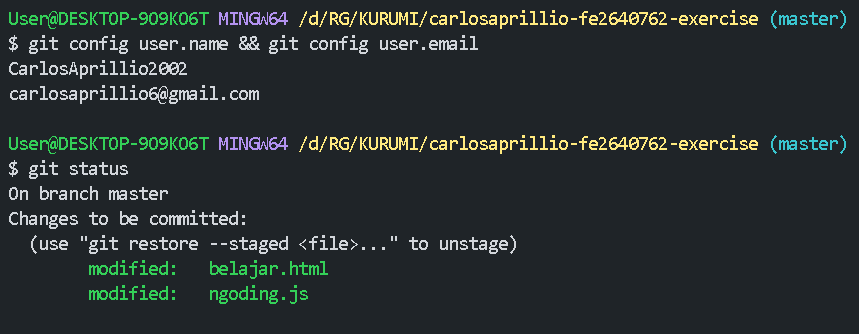 User@DESKTOP-9O9KO6T MINGW64 /d/RG/KURUMI/carlosaprillio-fe2640762-exercise (master)
$ git config user.name && git config user.email
CarlosAprillio2002
carlosaprillio6@gmail.com
User@DESKTOP-9O9KO6T MINGW64 /d/RG/KURUMI/carlosaprillio-fe2640762-exercise (master)
$ git status
On branch master
Changes to be committed:
(use "git restore --staged <file>..." to unstage)
modified: belajar.html
modified: ngoding.js